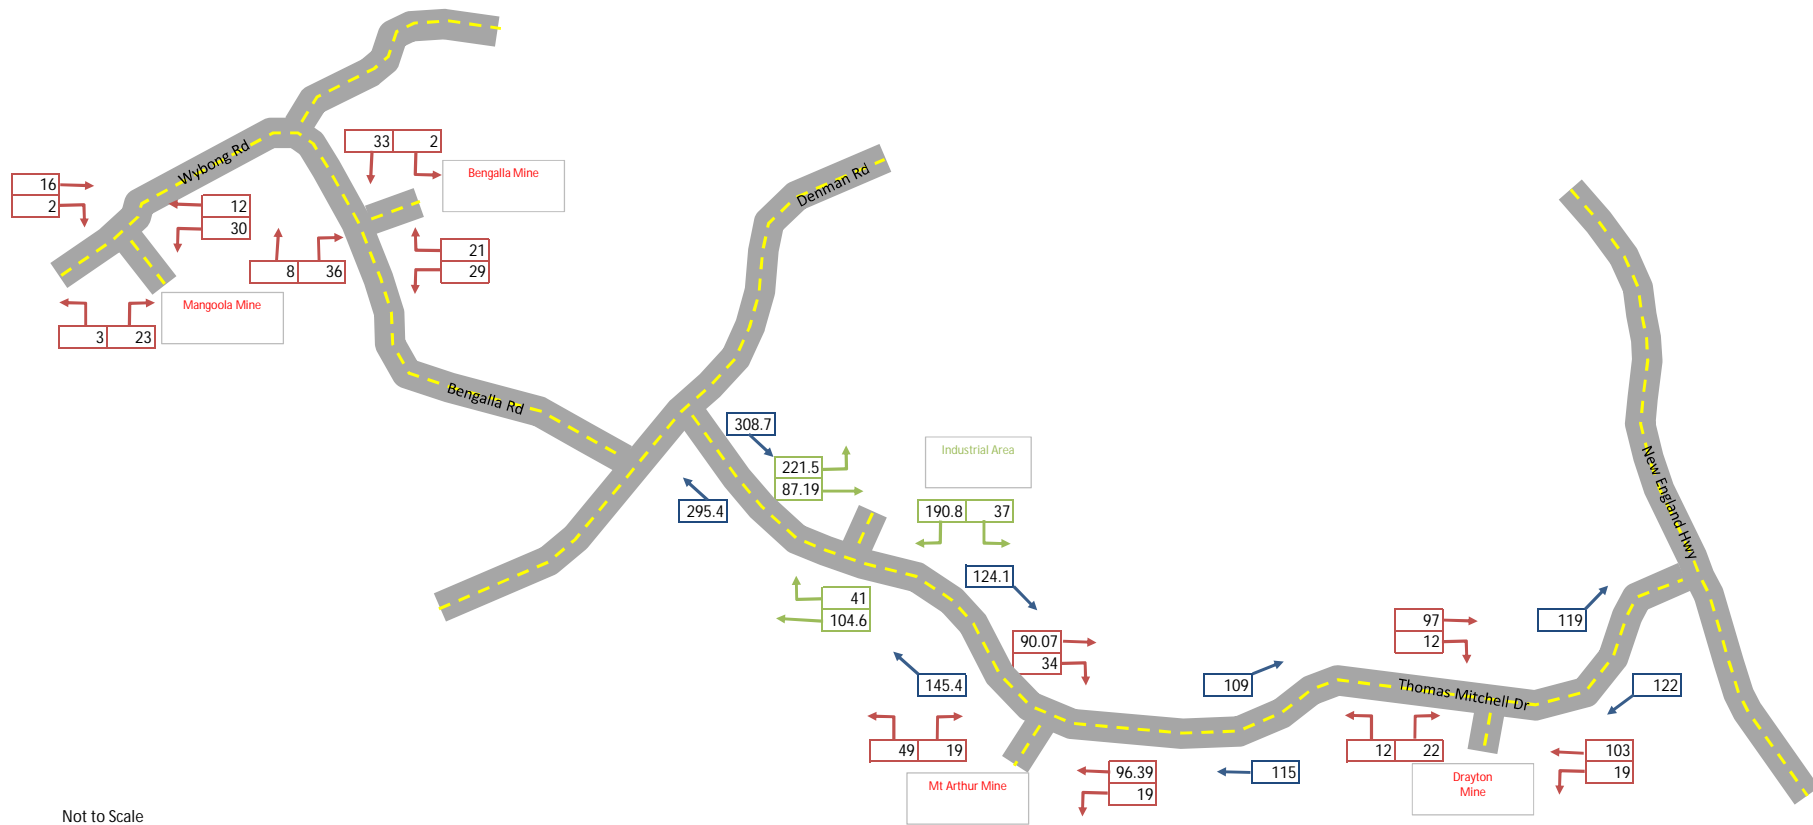 33 2
Wybong Rd
Bengalla Mine
Denman Rd
16
2
12
30
21
29
8 36
Mangoola Mine
3 23
Bengalla Rd
308.7
221.5
87.19
Industrial Area
295.4
190.8 37
New England Hwy
124.1
41
104.6
97
12
119
90.07
34
145.4
109
Thomas Mitchell Dr
122
49 19
12 22
103
19
96.39
19
115
Mt Arthur Mine
Drayton
Mine
Not to Scale